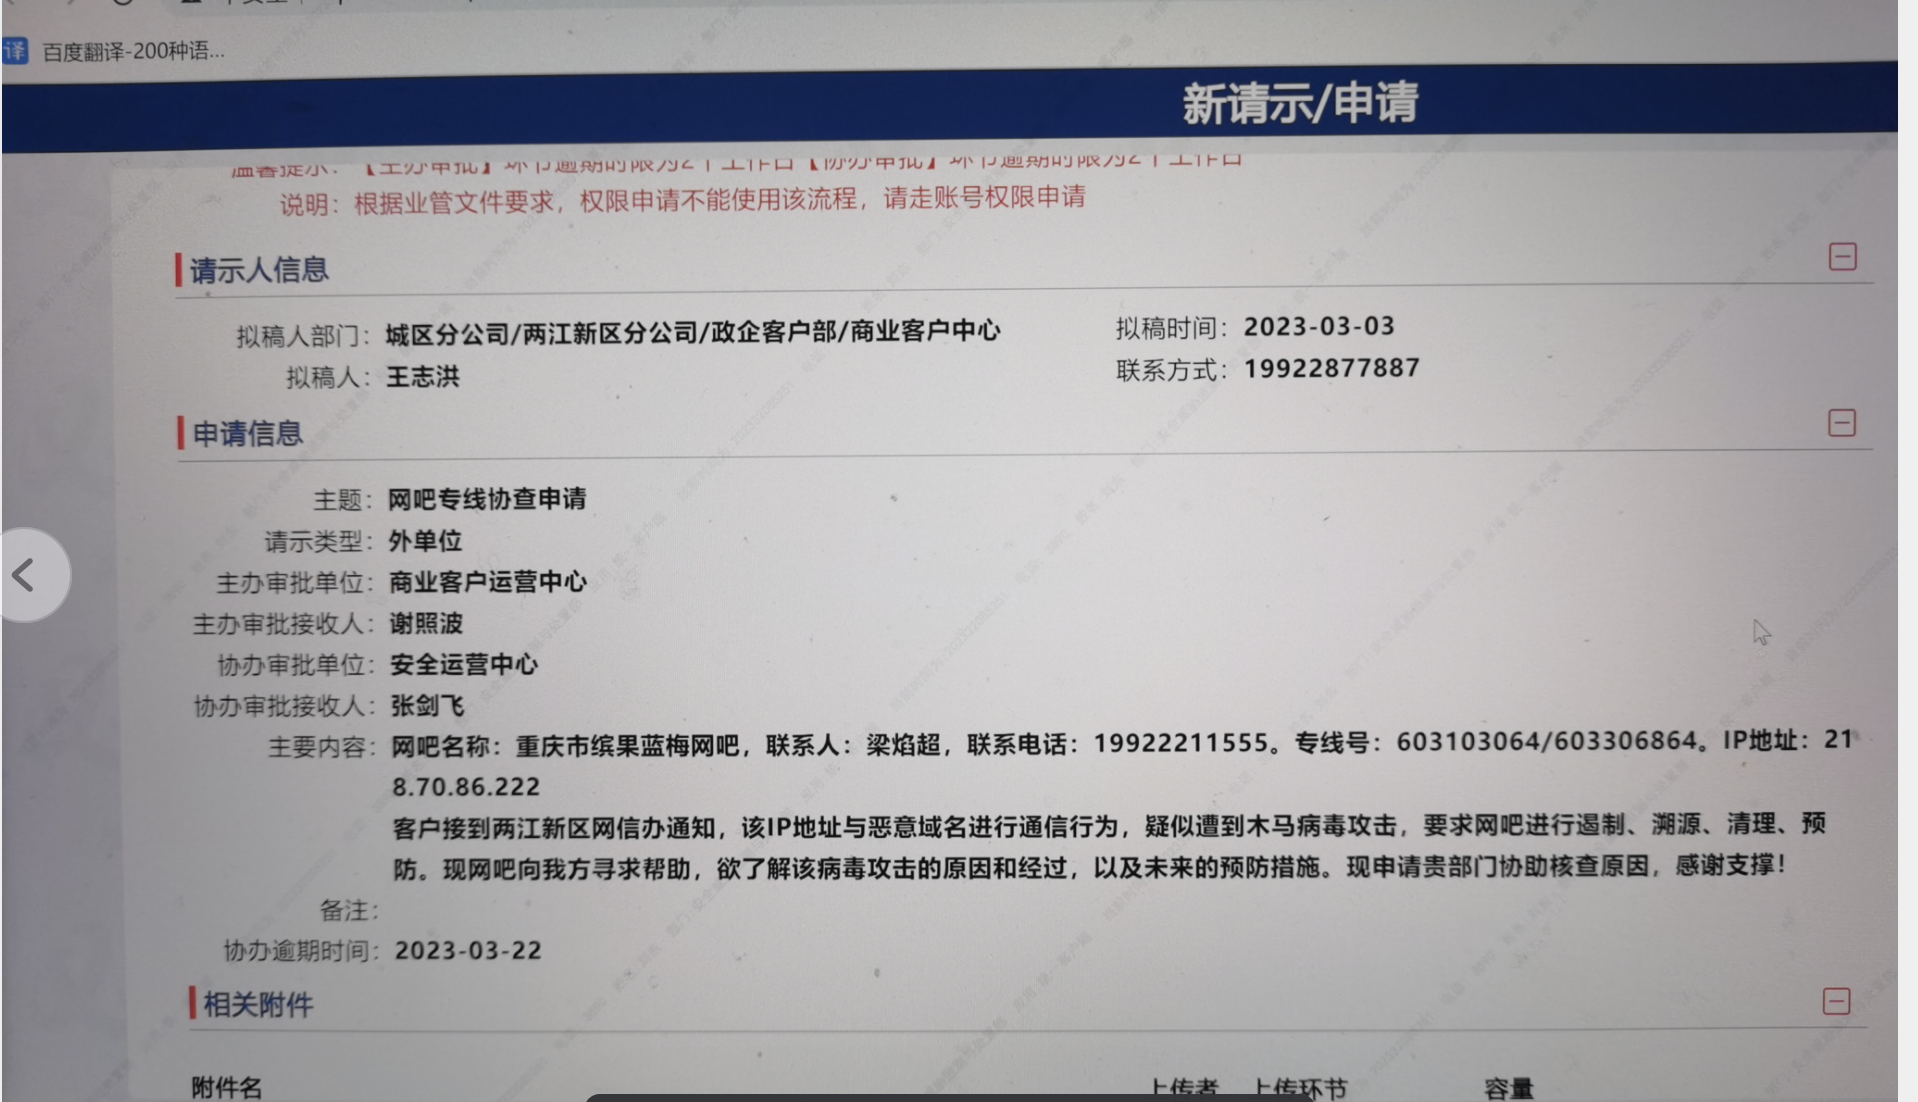 百度翻译-200种语...
新请示/申请
温馨提示：【主办审批】环节逾期时限为2个工作日【协办审批】环节逾期时限为2个工作日
说明：根据业管文件要求，权限申请不能使用该流程，请走账号权限申请
请示人信息
拟稿人部门：城区分公司/两江新区分公司/政企客户部/商业客户中心 拟稿时间：2023-03-03
拟稿人：王志洪 联系方式：19922877887
申请信息
主题：网吧专线协查申请
请示类型：外单位
主办审批单位：商业客户运营中心
主办审批接收人：谢照波
协办审批单位：安全运营中心
协办审批接收人：张剑飞
主要内容：网吧名称：重庆市缤果蓝梅网吧，联系人：梁焰超，联系电话：19922211555。专线号：603103064/603306864。IP地址：21
8.70.86.222
客户接到两江新区网信办通知，该IP地址与恶意域名进行通信行为，疑似遭到木马病毒攻击，要求网吧进行遏制、溯源、清理、预
防。现网吧向我方寻求帮助，欲了解该病毒攻击的原因和经过，以及未来的预防措施。现申请贵部门协助核查原因，感谢支撑！
备注：
协办逾期时间：2023-03-22
相关附件
附件名 上传者 上传环节 容量